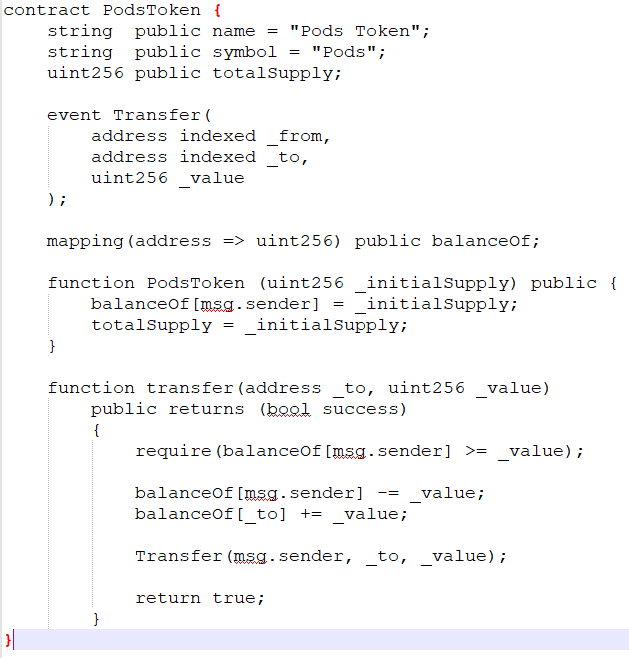 contract PodsToken {
string public name = "Pods Token";
string public symbol = "Pods";
uint256 public totalSupply;
event Transfer(
address indexed _from,
address indexed _to,
uint256 _value
);
mapping(address => uint256) public balanceOf;
function PodsToken (uint256 _initialSupply) public {
balanceOf[msg.sender] = _initialSupply;
totalSupply = _initialSupply;
}
function transfer(address _to, uint256 _value)
public returns (bool success)
{
require(balanceOf[msg.sender] >= _value);
balanceOf[msg.sender] -= _value;
balanceOf[_to] += _value;
Transfer(msg.sender, _to, _value);
return true;
}
}